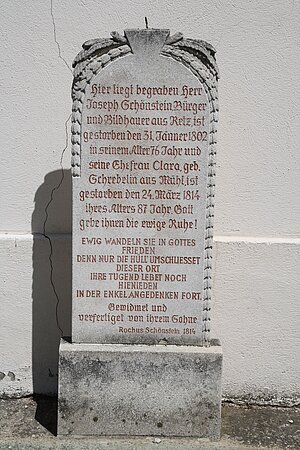 Hier liegt begraben Herr
Joseph Schönstein, Bürger
und Bildhauer aus Retz, ist
gestorben den 31. Jänner 1802
in seinem Alter 76 Jahr und
seine Ehefrau Clara, geb.
Schrebelin aus Mühl, ist
gestorben den 24. März 1814
ihres Alters 87 Jahr. Gott
gebe ihnen die ewige Ruhe!
EWIG WANDELN SIE IN GOTTES
FRIEDEN
DENN NUR DIE HÜLL' UMSCHLIESSET
DIESER ORT
IHRE TUGEND LEBET NOCH
HIENIEDEN
IN DER ENKEL ANGEDENKEN FORT.
Gewidmet und
verfertiget von ihrem Sohne
Rochus Schönstein 1814